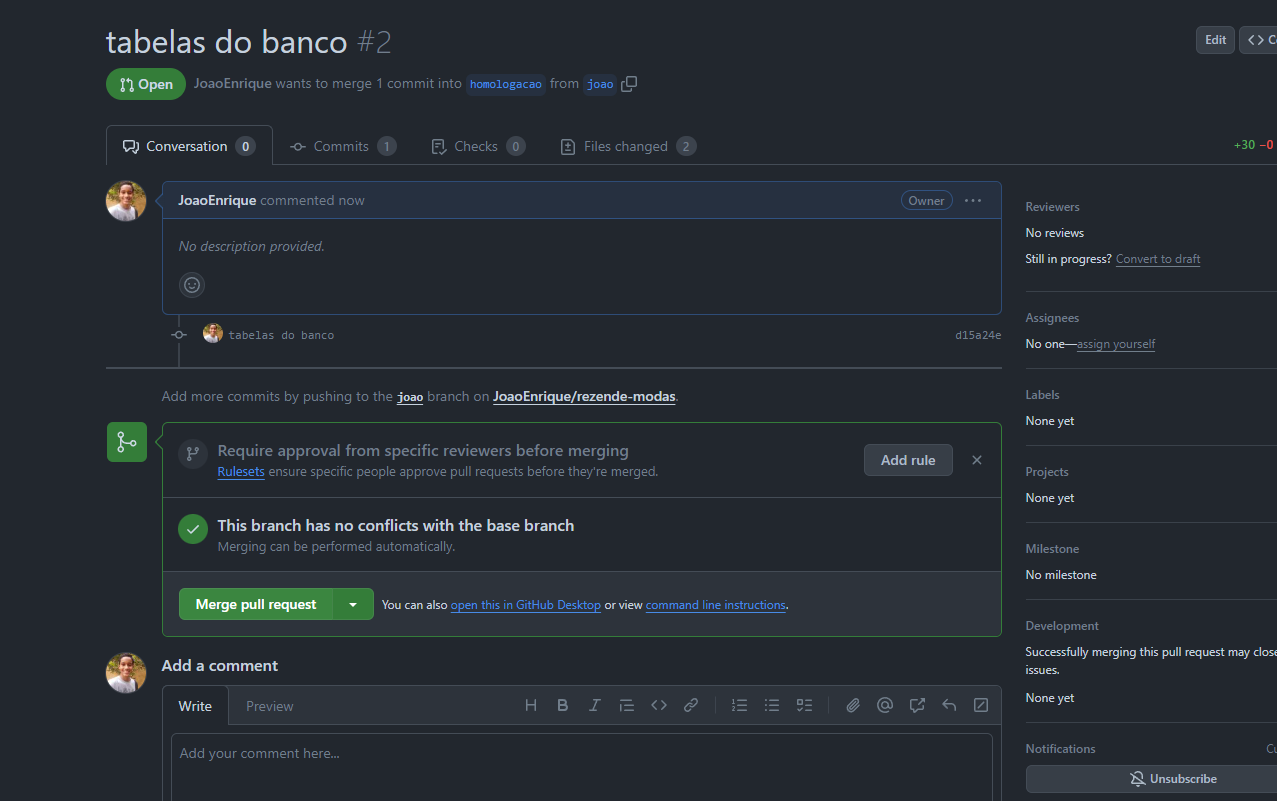 tabelas do banco #2
Edit
Open
JoaoEnrique wants to merge 1 commit into homologacao from joao
Conversation 0
Commits 1
Checks 0
Files changed 2
+30 −0
JoaoEnrique commented now
Owner
No description provided.
tabelas do banco
d15a24e
Add more commits by pushing to the joao branch on JoaoEnrique/rezende-modas.
Require approval from specific reviewers before merging
Rulesets ensure specific people approve pull requests before they're merged.
Add rule
This branch has no conflicts with the base branch
Merging can be performed automatically.
Merge pull request
You can also open this in GitHub Desktop or view command line instructions.
Add a comment
Write
Preview
Add your comment here...
Reviewers
No reviews
Still in progress? Convert to draft
Assignees
No one—assign yourself
Labels
None yet
Projects
None yet
Milestone
No milestone
Development
Successfully merging this pull request may close
issues.
None yet
Notifications
Unsubscribe